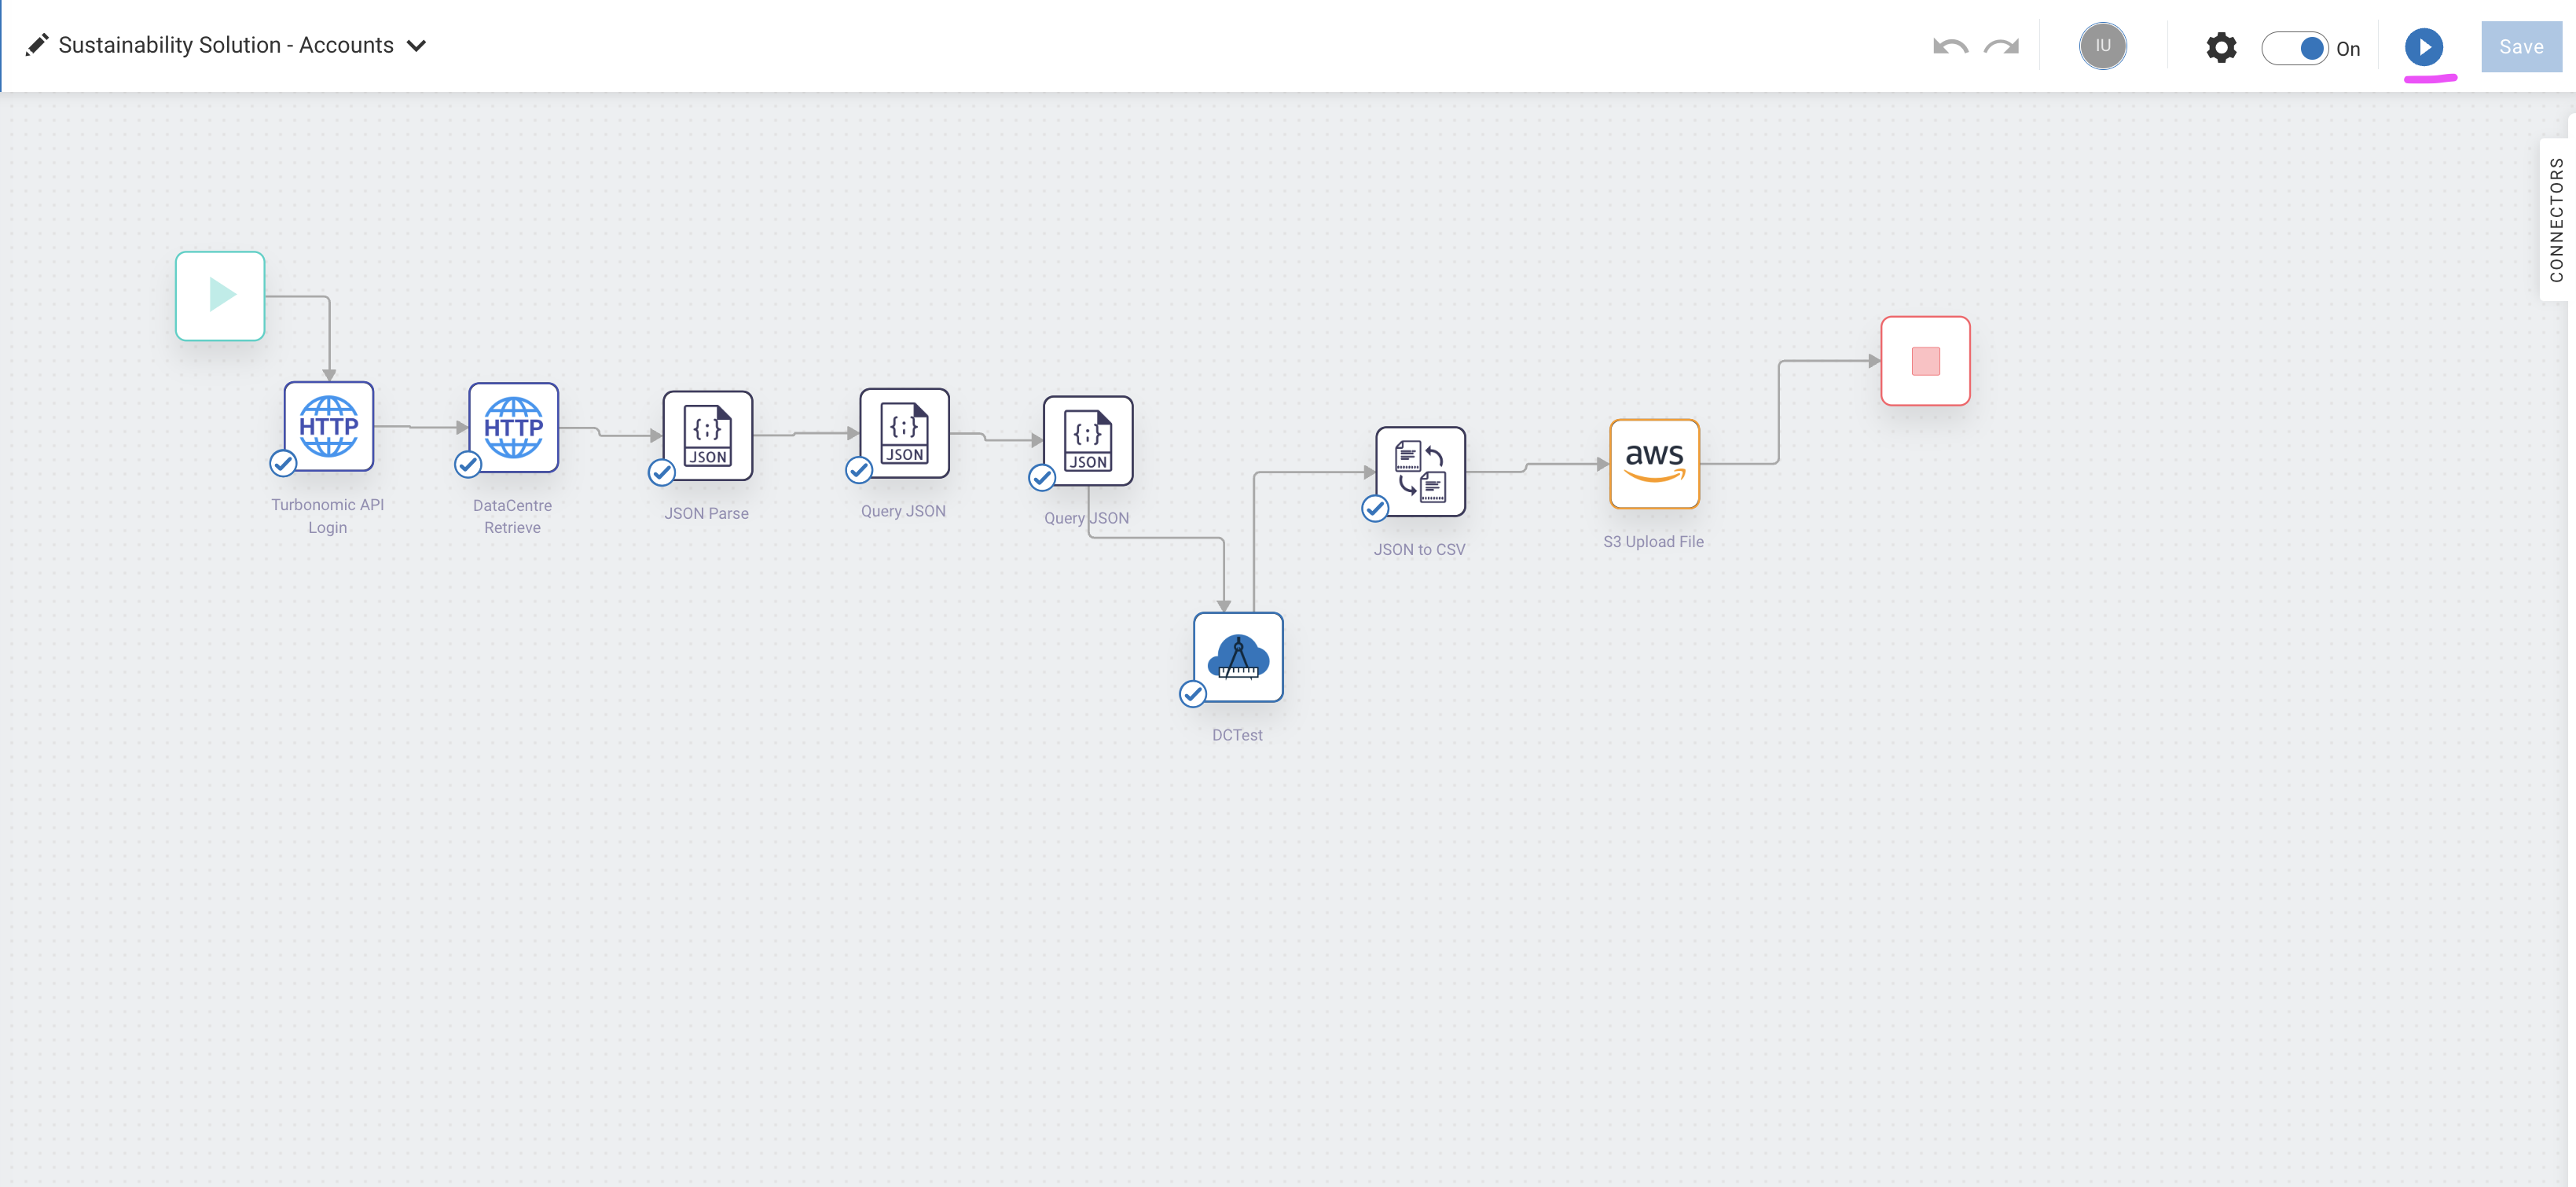 Sustainability Solution - Accounts
IU
On
Save
CONNECTORS
HTTP
HTTP
{;}
JSON
{;}
JSON
{;}
JSON
aws
Turbonomic API
Login
DataCentre
Retrieve
JSON Parse
Query JSON
Query JSON
JSON to CSV
S3 Upload File
DCTest